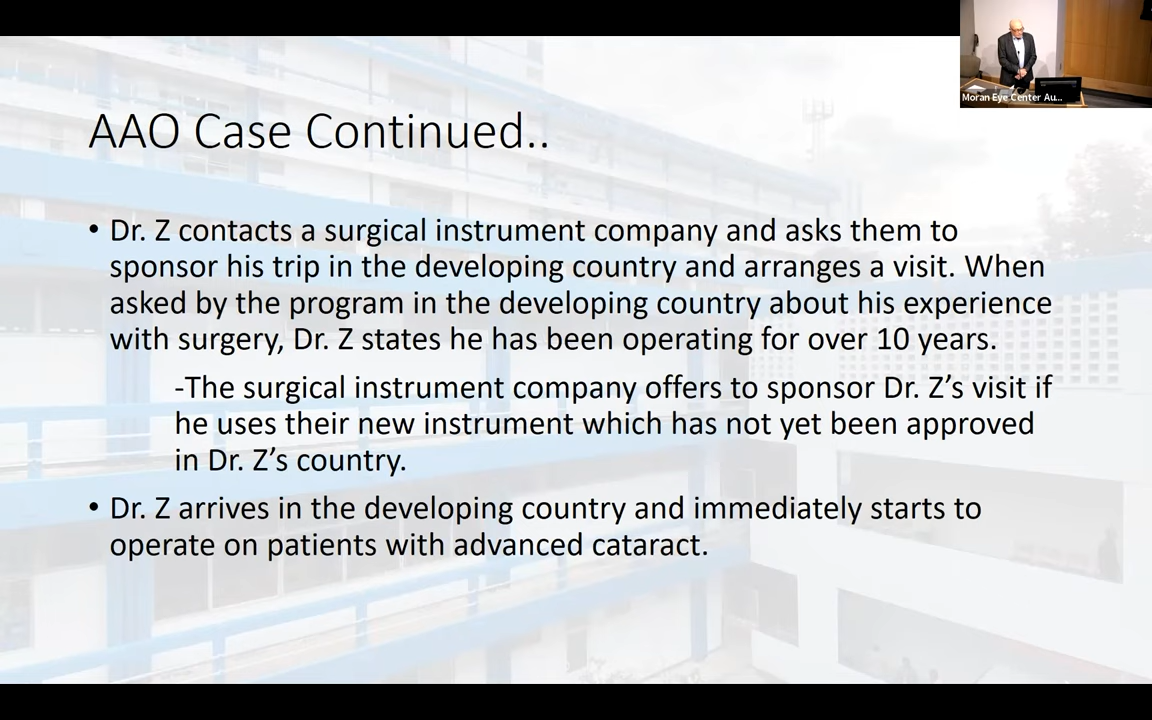 Moran Eye Center Au...
AAO Case Continued..
• Dr. Z contacts a surgical instrument company and asks them to
sponsor his trip in the developing country and arranges a visit. When
asked by the program in the developing country about his experience
with surgery, Dr. Z states he has been operating for over 10 years.
-The surgical instrument company offers to sponsor Dr. Z’s visit if
he uses their new instrument which has not yet been approved
in Dr. Z’s country.
• Dr. Z arrives in the developing country and immediately starts to
operate on patients with advanced cataract.